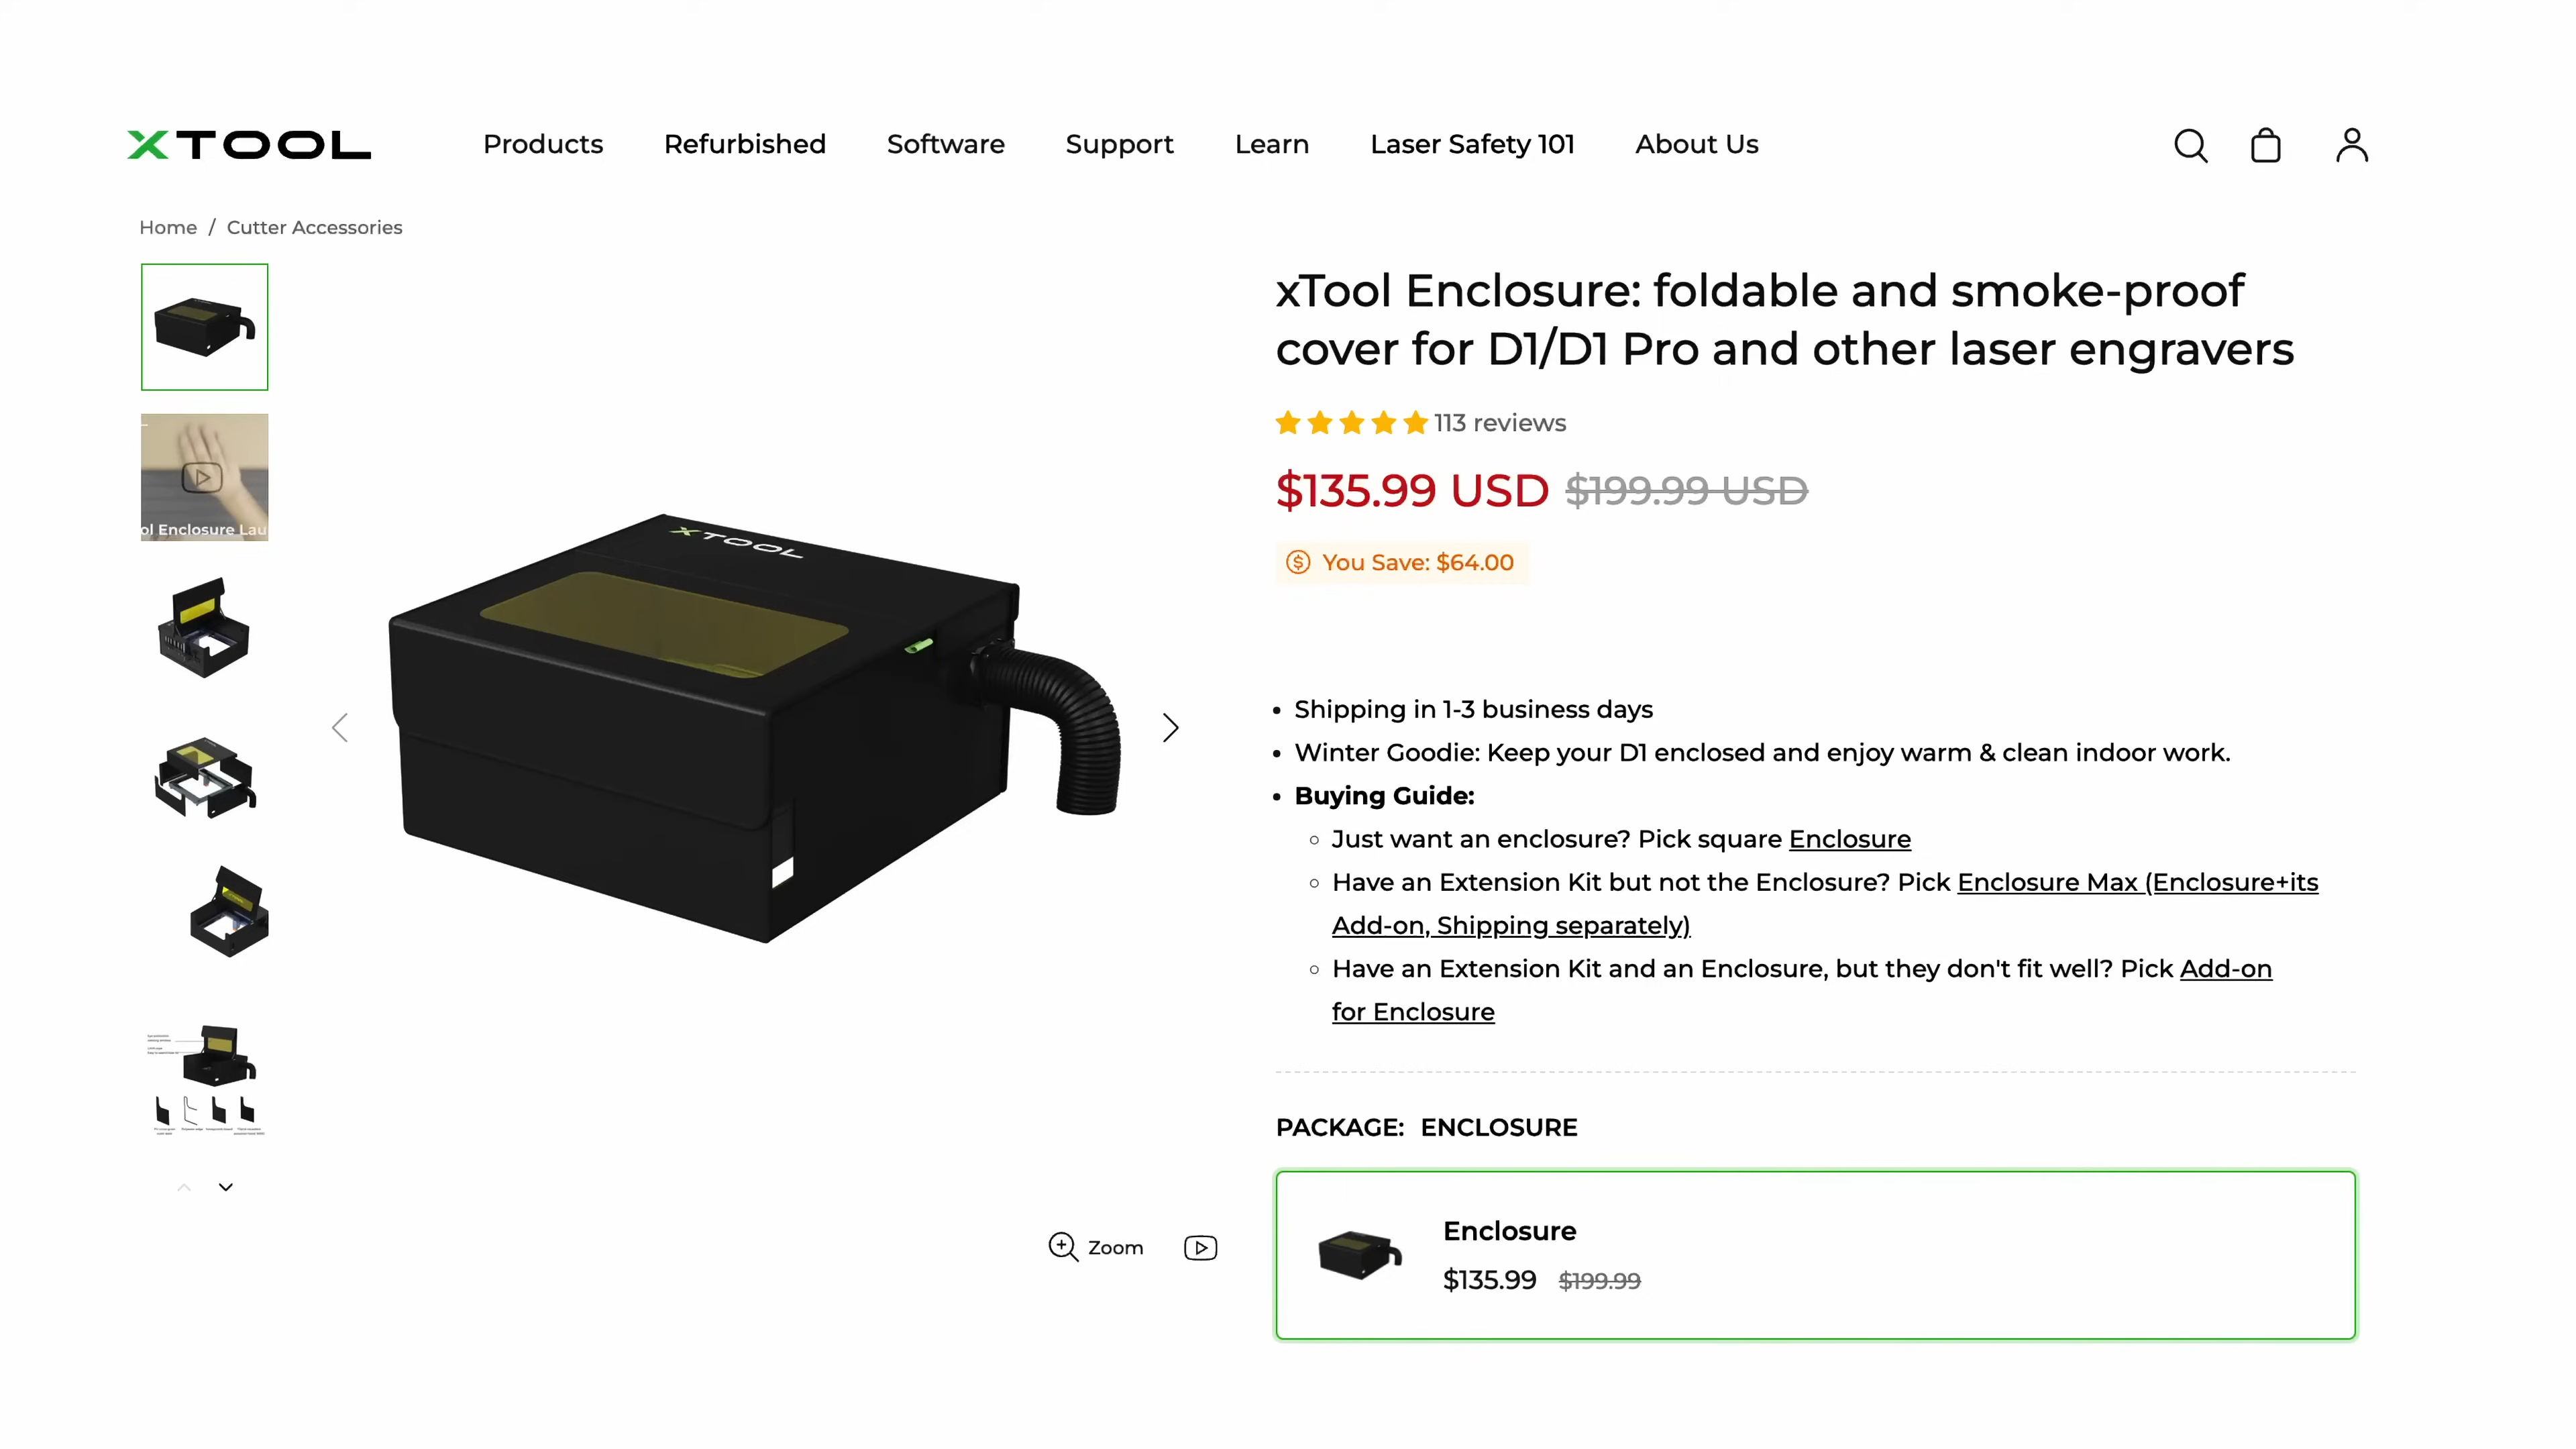 XTOOL
Products Refurbished Software Support Learn Laser Safety 101 About Us
Home / Cutter Accessories
xTool Enclosure: foldable and smoke-proof
cover for D1/D1 Pro and other laser engravers
113 reviews
$135.99 USD $199.99 USD
You Save: $64.00
ol Enclosure Lau
XTOOL
• Shipping in 1-3 business days
• Winter Goodie: Keep your D1 enclosed and enjoy warm & clean indoor work.
• Buying Guide:
○ Just want an enclosure? Pick square Enclosure
○ Have an Extension Kit but not the Enclosure? Pick Enclosure Max (Enclosure+its
Add-on, Shipping separately)
○ Have an Extension Kit and an Enclosure, but they don't fit well? Pick Add-on
for Enclosure
PACKAGE: ENCLOSURE
Enclosure
$135.99 $199.99
Zoom